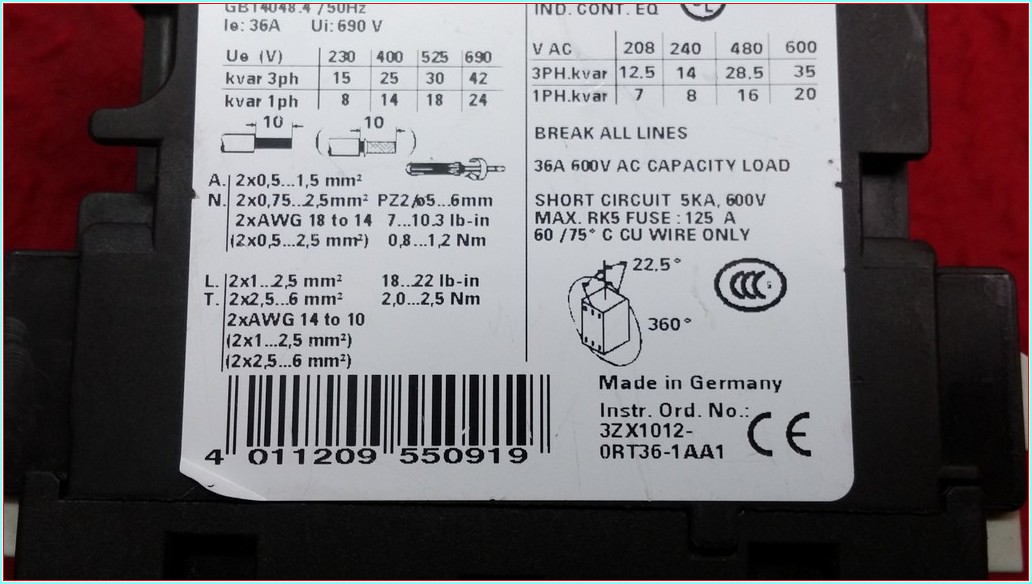 GB14048.4 /50Hz
Ie: 36A Ui: 690 V
Ue (V) 230 400 525 690
kvar 3ph 15 25 30 42
kvar 1ph 8 14 18 24
10 10
A. 2x0,5...1,5 mm²
N. 2x0,75...2,5mm² PZ2/ø5...6mm
2xAWG 18 to 14 7...10.3 lb-in
(2x0,5...2,5 mm²) 0,8...1,2 Nm
L. 2x1...2,5 mm² 18...22 lb-in
T. 2x2,5...6 mm² 2,0...2,5 Nm
2xAWG 14 to 10
(2x1...2,5 mm²)
(2x2,5...6 mm²)
4 011209 550919
IND. CONT. EQ UL
V AC 208 240 480 600
3PH.kvar 12.5 14 28.5 35
1PH.kvar 7 8 16 20
BREAK ALL LINES
36A 600V AC CAPACITY LOAD
SHORT CIRCUIT 5KA, 600V
MAX. RK5 FUSE : 125 A
60 /75° C CU WIRE ONLY
22,5°
360°
CCC S
Made in Germany
Instr. Ord. No.:
3ZX1012-
0RT36-1AA1
CE